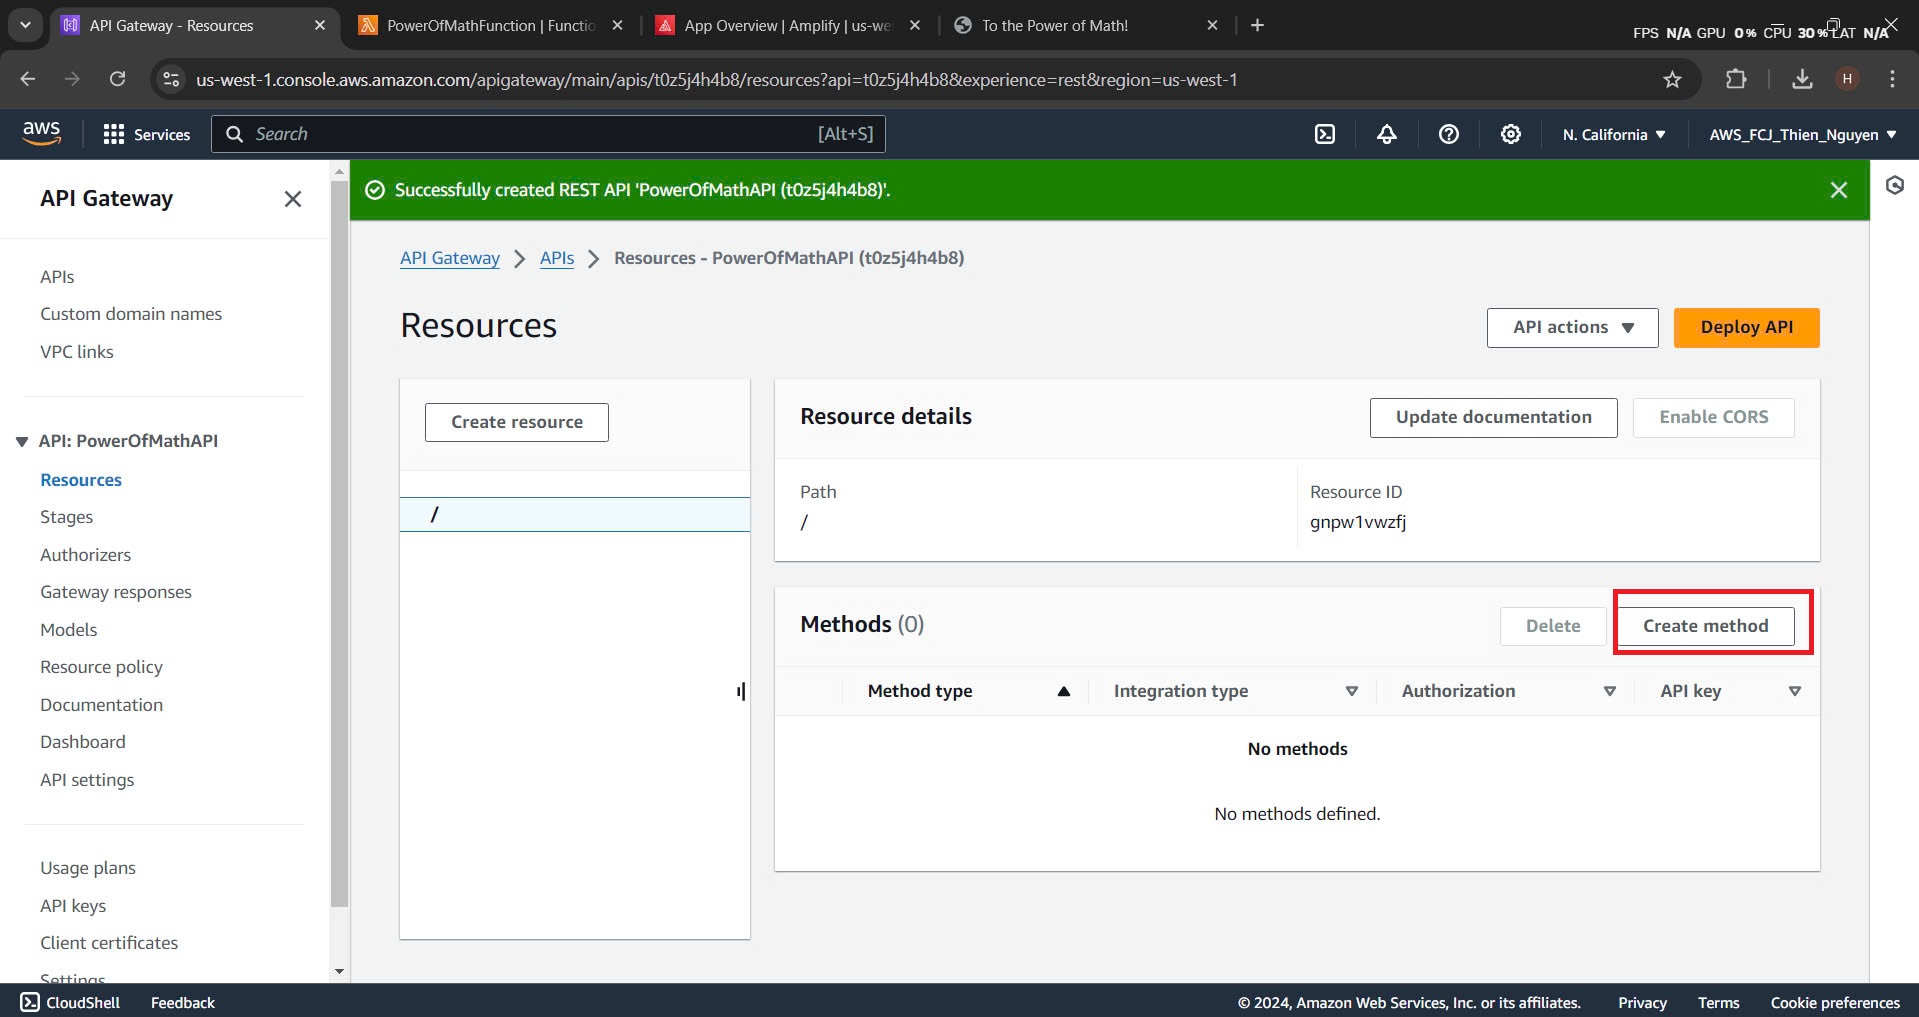 API Gateway - Resources
PowerOfMathFunction | Functio
App Overview | Amplify | us-we
To the Power of Math!
FPS N/A GPU 0% CPU 30% LAT N/A
us-west-1.console.aws.amazon.com/apigateway/main/apis/t0z5j4h4b8/resources?api=t0z5j4h4b8&experience=rest&region=us-west-1
H
aws
Services
Search
[Alt+S]
N. California
AWS_FCJ_Thien_Nguyen
API Gateway
APIs
Custom domain names
VPC links
API: PowerOfMathAPI
Resources
Stages
Authorizers
Gateway responses
Models
Resource policy
Documentation
Dashboard
API settings
Usage plans
API keys
Client certificates
Settings
Successfully created REST API 'PowerOfMathAPI (t0z5j4h4b8)'.
API Gateway
APIs
Resources - PowerOfMathAPI (t0z5j4h4b8)
Resources
API actions
Deploy API
Create resource
/
Resource details
Update documentation
Enable CORS
Path
/
Resource ID
gnpw1vwzfj
Methods (0)
Delete
Create method
Method type
Integration type
Authorization
API key
No methods
No methods defined.
CloudShell
Feedback
© 2024, Amazon Web Services, Inc. or its affiliates.
Privacy
Terms
Cookie preferences